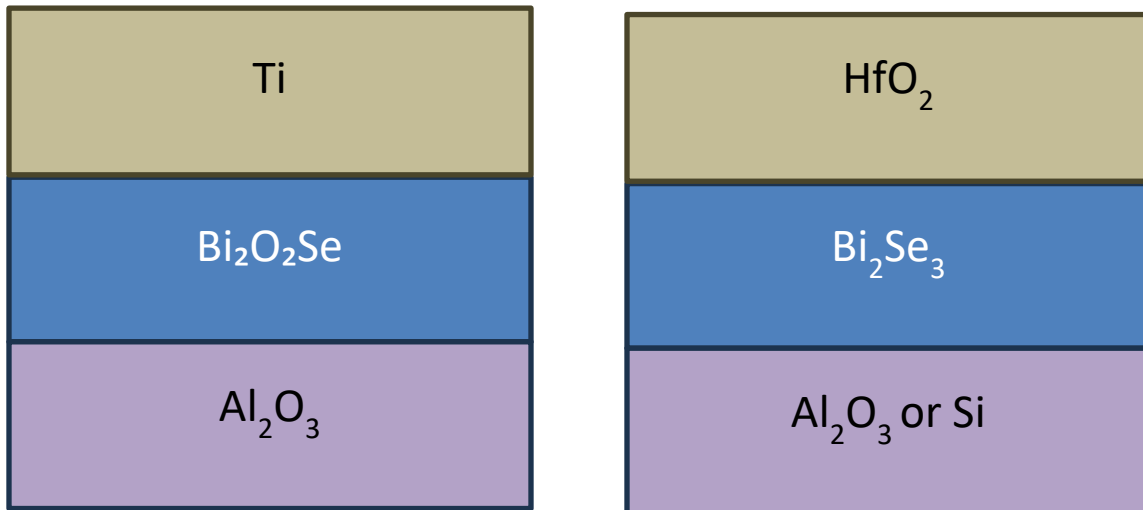 Ti
Bi₂O₂Se
Al₂O₃
HfO₂
Bi₂Se₃
Al₂O₃ or Si